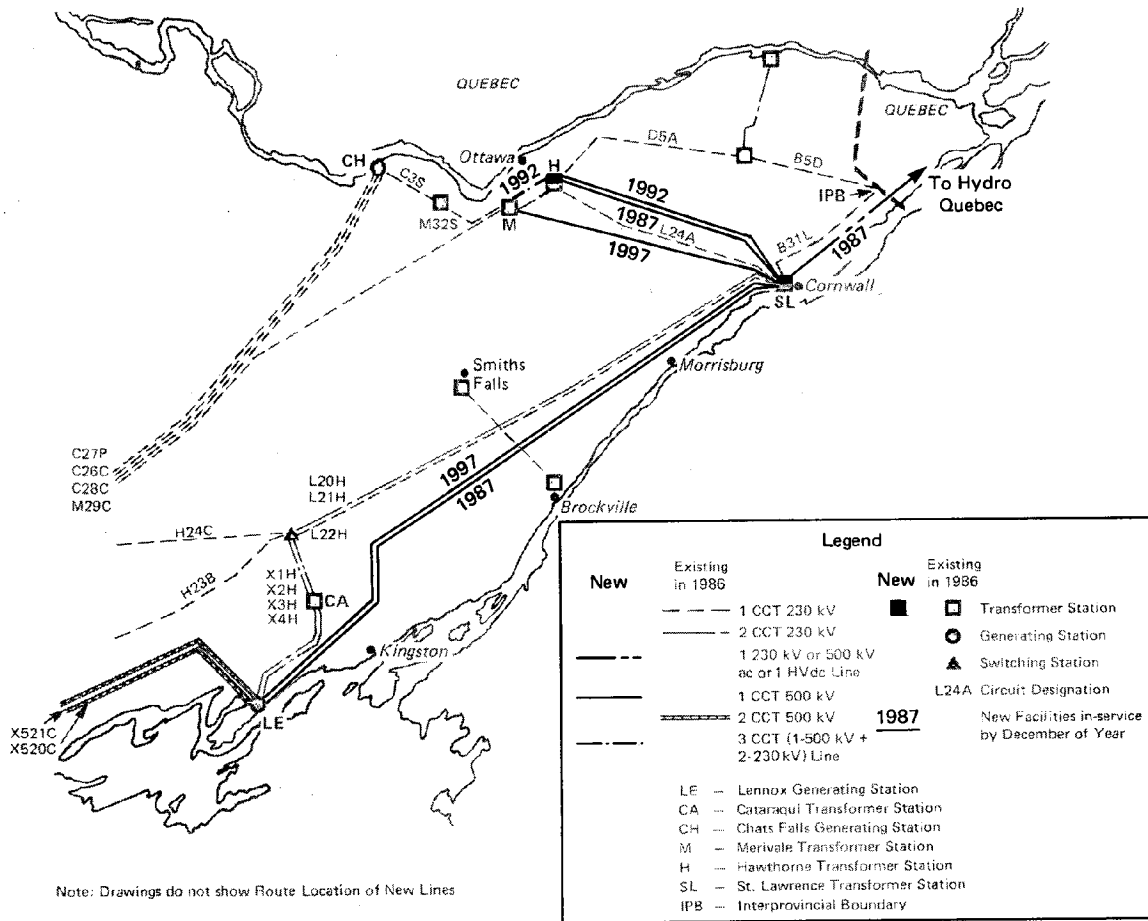 QUEBEC
QUEBEC
CH
Ottawa
H
D5A
B5D
C3S
1992
M32S
M
1992
1987
L24A
1997
IPB
To Hydro
Quebec
B31L
1987
Cornwall
SL
Morrisburg
Smiths
Falls
C27P
C26C
C28C
M29C
L20H
L21H
1997
1987
Brockville
H24C
L22H
H23B
X1H
X2H
X3H
X4H
CA
Kingston
LE
X521C
X520C
Legend
New
Existing
in 1986
New
Existing
in 1986
1 CCT 230 kV
Transformer Station
2 CCT 230 kV
Generating Station
1 230 kV or 500 kV
ac or 1 HVdc Line
Switching Station
1 CCT 500 kV
L24A Circuit Designation
2 CCT 500 kV
1987
New Facilities in-service
by December of Year
3 CCT (1-500 kV +
2-230 kV) Line
LE — Lennox Generating Station
CA — Cataraqui Transformer Station
CH — Chats Falls Generating Station
M — Merivale Transformer Station
H — Hawthorne Transformer Station
SL — St. Lawrence Transformer Station
IPB — Interprovincial Boundary
Note: Drawings do not show Route Location of New Lines